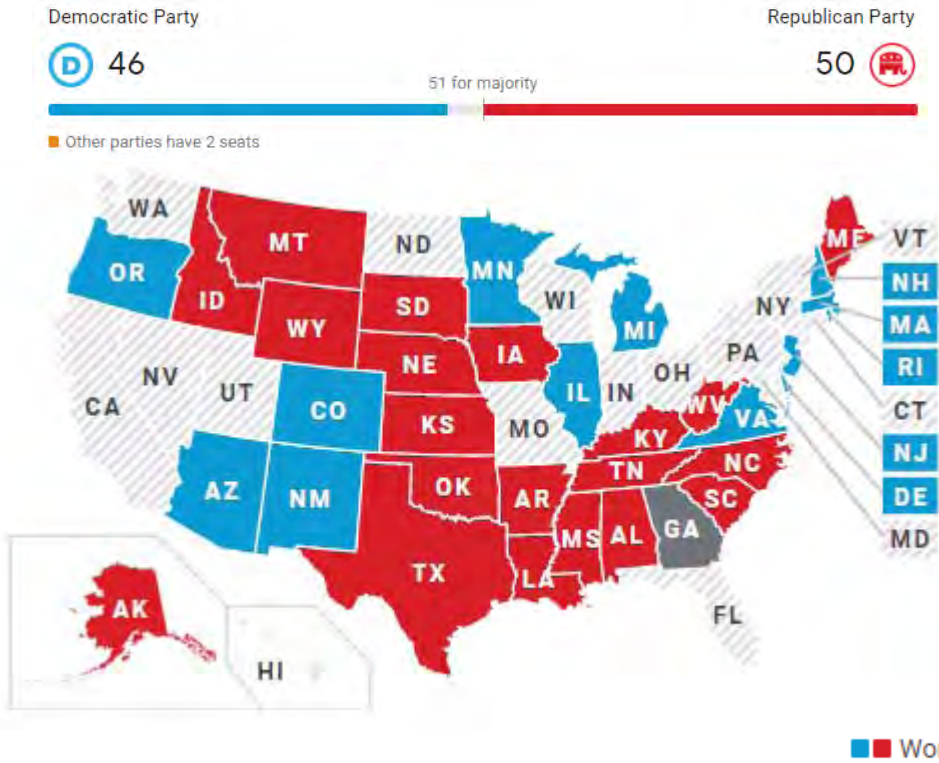 Democratic Party
Republican Party
D 46
50
51 for majority
Other parties have 2 seats
WA
MT
ND
MN
ME
VT
OR
ID
SD
WI
NH
WY
MI
NY
MA
NE
IA
PA
RI
NV
UT
CO
IL
IN
OH
CT
CA
KS
MO
WV
VA
NJ
KY
AZ
NM
OK
AR
TN
NC
DE
SC
MS
AL
GA
MD
TX
LA
AK
FL
HI